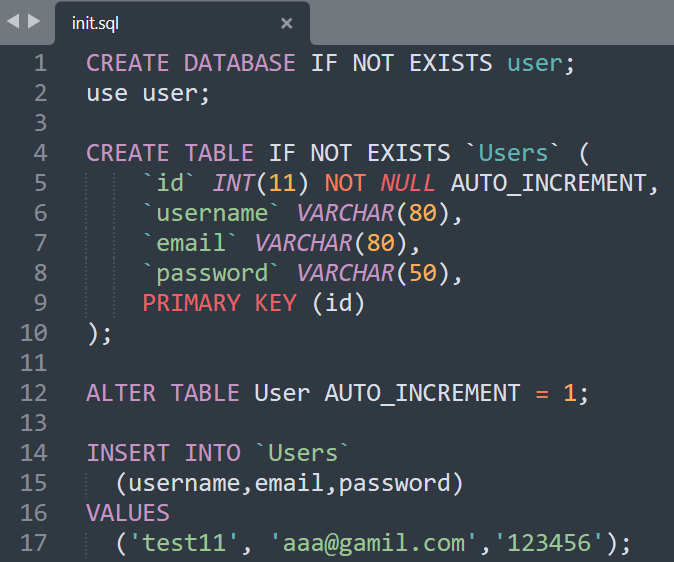 init.sql ×
1 CREATE DATABASE IF NOT EXISTS user;
2 use user;
3
4 CREATE TABLE IF NOT EXISTS `Users` (
5     `id` INT(11) NOT NULL AUTO_INCREMENT,
6     `username` VARCHAR(80),
7     `email` VARCHAR(80),
8     `password` VARCHAR(50),
9     PRIMARY KEY (id)
10 );
11
12 ALTER TABLE User AUTO_INCREMENT = 1;
13
14 INSERT INTO `Users`
15   (username,email,password)
16 VALUES
17   ('test11', 'aaa@gamil.com','123456');